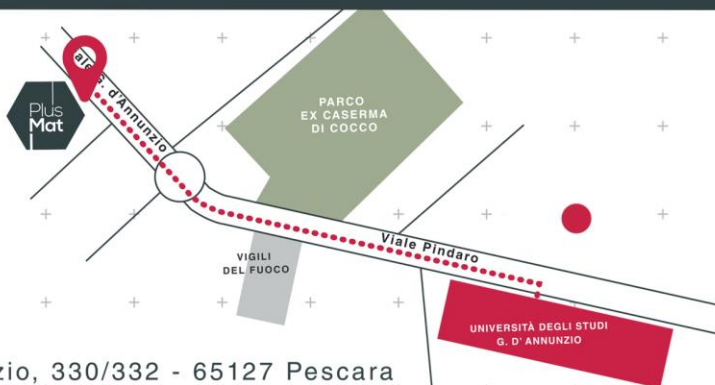 ale G. d'Annunzio
Plus
Mat
PARCO
EX CASERMA
DI COCCO
Viale Pindaro
VIGILI
DEL FUOCO
UNIVERSITÀ DEGLI STUDI
G. D' ANNUNZIO
zio, 330/332 - 65127 Pescara